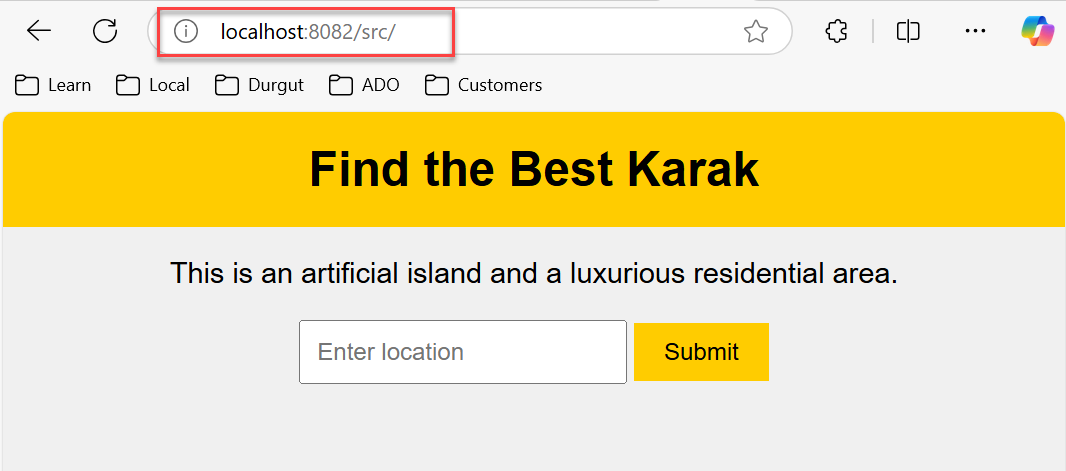 localhost:8082/src/
Learn Local Durgut ADO Customers
Find the Best Karak
This is an artificial island and a luxurious residential area.
Enter location Submit